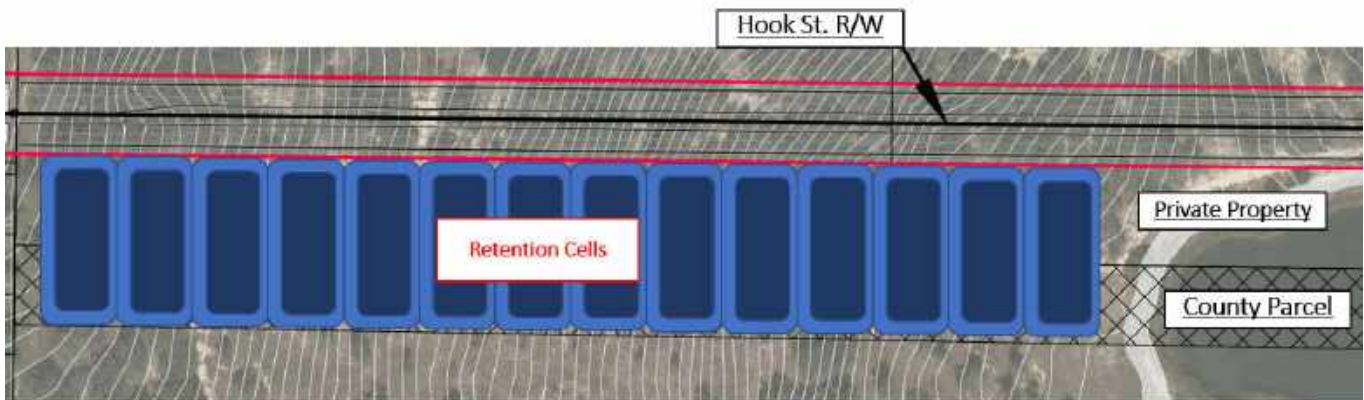 Hook St. R/W
Private Property
Retention Cells
County Parcel